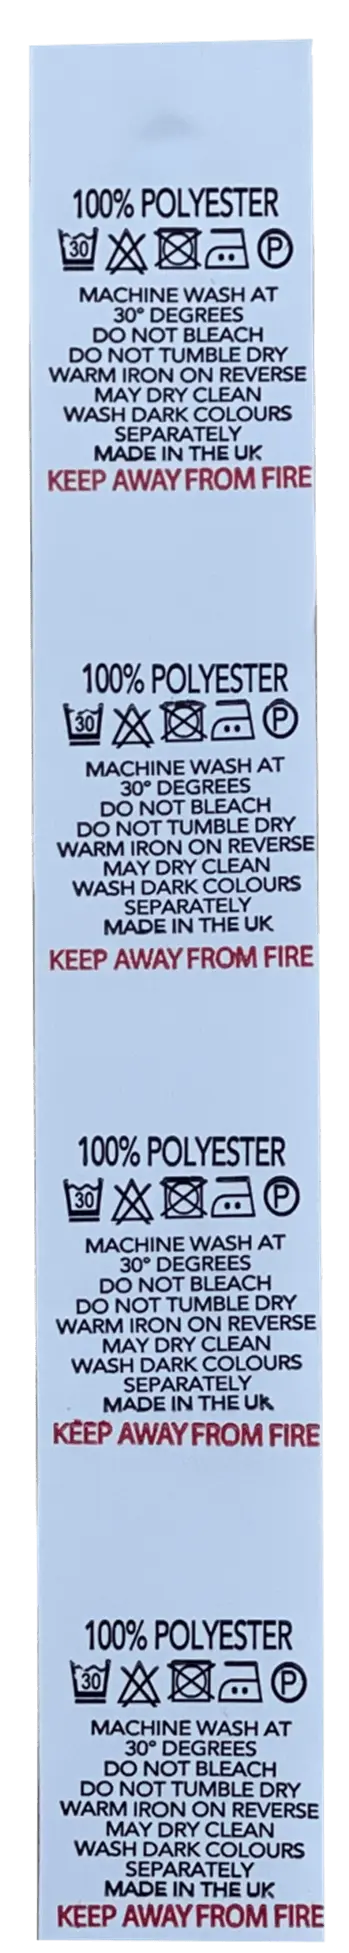 100% POLYESTER
30 P
MACHINE WASH AT
30° DEGREES
DO NOT BLEACH
DO NOT TUMBLE DRY
WARM IRON ON REVERSE
MAY DRY CLEAN
WASH DARK COLOURS
SEPARATELY
MADE IN THE UK
KEEP AWAY FROM FIRE
100% POLYESTER
30 P
MACHINE WASH AT
30° DEGREES
DO NOT BLEACH
DO NOT TUMBLE DRY
WARM IRON ON REVERSE
MAY DRY CLEAN
WASH DARK COLOURS
SEPARATELY
MADE IN THE UK
KEEP AWAY FROM FIRE
100% POLYESTER
30 P
MACHINE WASH AT
30° DEGREES
DO NOT BLEACH
DO NOT TUMBLE DRY
WARM IRON ON REVERSE
MAY DRY CLEAN
WASH DARK COLOURS
SEPARATELY
MADE IN THE UK
KEEP AWAY FROM FIRE
100% POLYESTER
30 P
MACHINE WASH AT
30° DEGREES
DO NOT BLEACH
DO NOT TUMBLE DRY
WARM IRON ON REVERSE
MAY DRY CLEAN
WASH DARK COLOURS
SEPARATELY
MADE IN THE UK
KEEP AWAY FROM FIRE